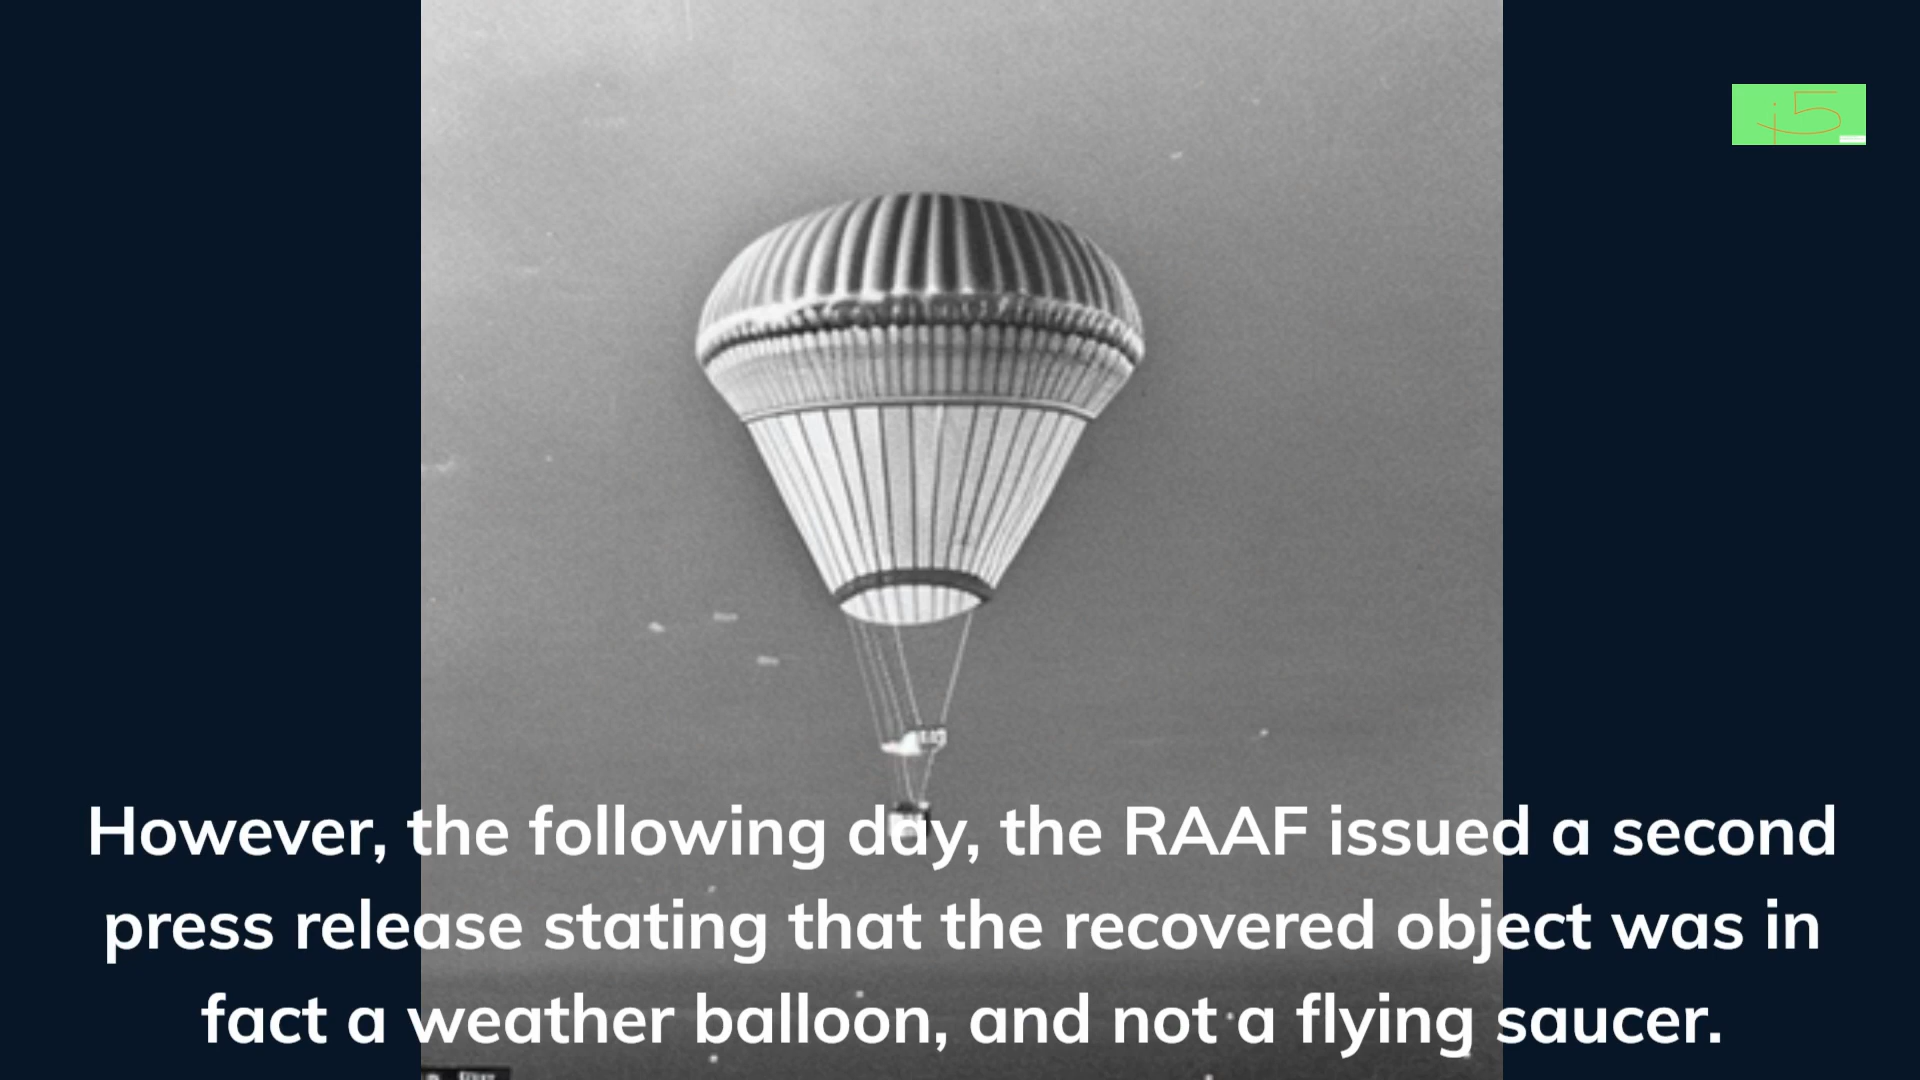 i5
However, the following day, the RAAF issued a second
press release stating that the recovered object was in
fact a weather balloon, and not a flying saucer.